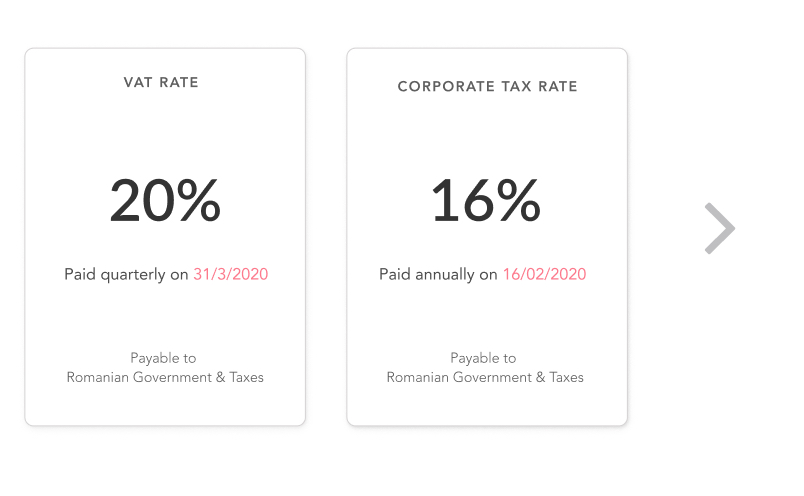 VAT RATE
20%
Paid quarterly on 31/3/2020
Payable to
Romanian Government & Taxes
CORPORATE TAX RATE
16%
Paid annually on 16/02/2020
Payable to
Romanian Government & Taxes